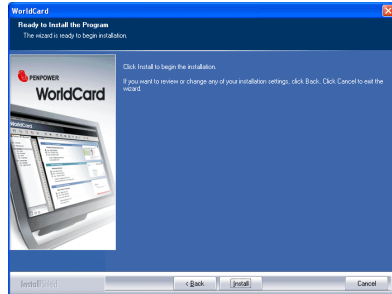 WorldCard
Ready to Install the Program
The wizard is ready to begin installation.
Click Install to begin the installation.
If you want to review or change any of your installation settings, click Back. Click Cancel to exit the
wizard.
PENPOWER
WorldCard
WorldCard
InstallShield
< Back
Install
Cancel